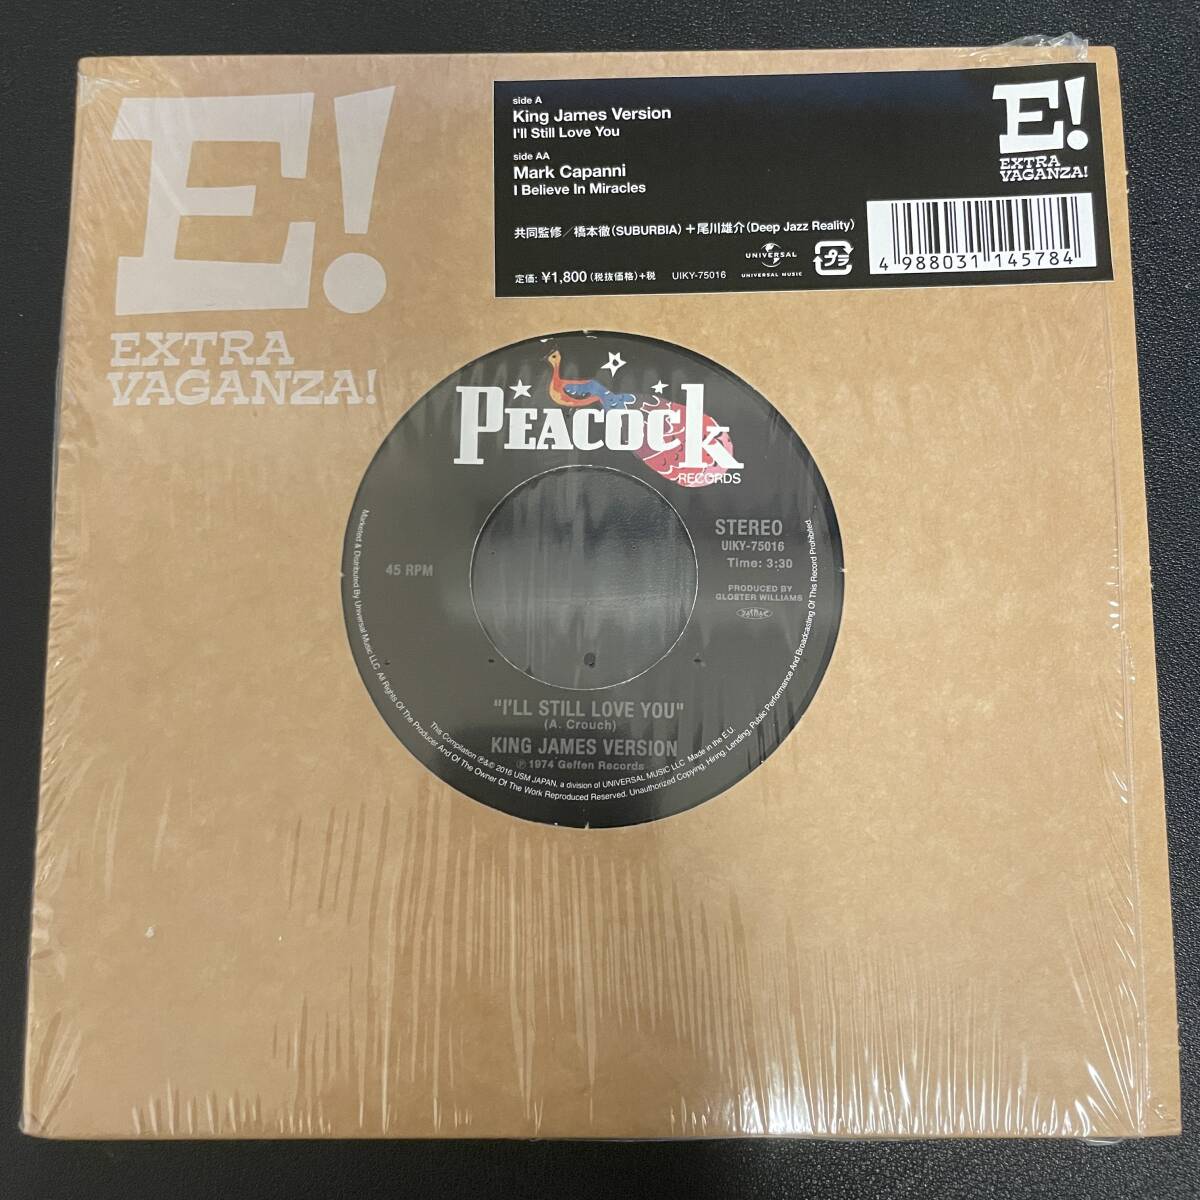 E!
EXTRA
VAGANZA!
side A
King James Version
I'll Still Love You
side AA
Mark Capanni
I Believe In Miracles
共同監修／橋本徹(SUBURBIA)＋尾川雄介(Deep Jazz Reality)
定価: ¥1,800(税抜価格)+税 UIKY-75016
UNIVERSAL
UNIVERSAL MUSIC
プラ
E!
EXTRA
VAGANZA!
4 988031 145784
PEACOCK
RECORDS
STEREO
UIKY-75016
Time: 3:30
45 RPM
PRODUCED BY
GLOSTER WILLIAMS
"I'LL STILL LOVE YOU"
(A. Crouch)
KING JAMES VERSION
℗ 1974 Geffen Records
This Compilation ℗&© 2016 USM JAPAN, a division of UNIVERSAL MUSIC LLC Made in the E.U.
Marketed & Distributed By Universal Music LLC All Rights Of The Producer And Of The Owner Of The Work Reproduced Reserved. Unauthorized Copying, Hiring, Lending, Public Performance And Broadcasting Of This Record Prohibited.